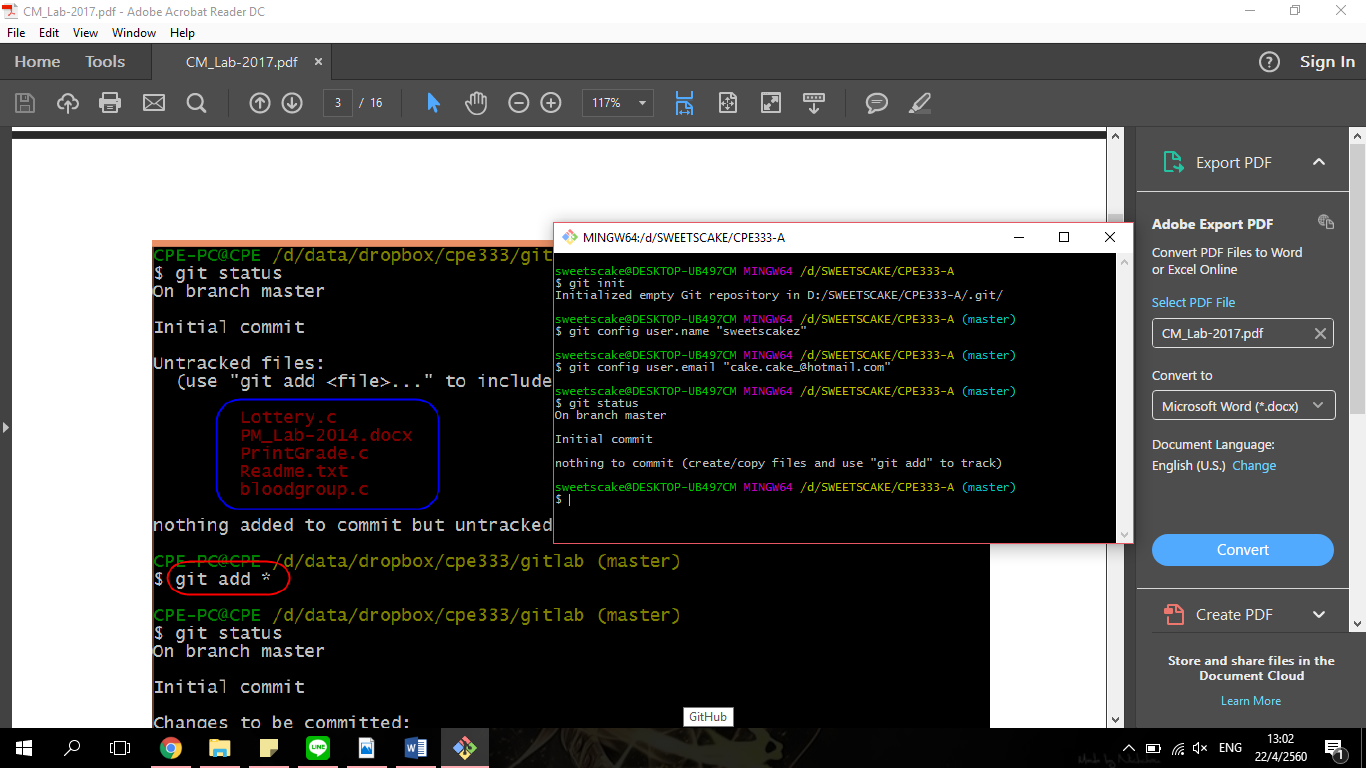 CM_Lab-2017.pdf - Adobe Acrobat Reader DC
File Edit View Window Help
Home Tools CM_Lab-2017.pdf × ? Sign In
3 / 16 117%
CPE-PC@CPE /d/data/dropbox/cpe333/git
$ git status
On branch master
Initial commit
Untracked files:
(use "git add <file>..." to include
Lottery.c
PM_Lab-2014.docx
PrintGrade.c
Readme.txt
bloodgroup.c
nothing added to commit but untracked
CPE-PC@CPE /d/data/dropbox/cpe333/gitlab (master)
$ git add *
CPE-PC@CPE /d/data/dropbox/cpe333/gitlab (master)
$ git status
On branch master
Initial commit
Changes to be committed:
MINGW64:/d/SWEETSCAKE/CPE333-A
sweetscake@DESKTOP-UB497CM MINGW64 /d/SWEETSCAKE/CPE333-A
$ git init
Initialized empty Git repository in D:/SWEETSCAKE/CPE333-A/.git/
sweetscake@DESKTOP-UB497CM MINGW64 /d/SWEETSCAKE/CPE333-A (master)
$ git config user.name "sweetscakez"
sweetscake@DESKTOP-UB497CM MINGW64 /d/SWEETSCAKE/CPE333-A (master)
$ git config user.email "cake.cake_@hotmail.com"
sweetscake@DESKTOP-UB497CM MINGW64 /d/SWEETSCAKE/CPE333-A (master)
$ git status
On branch master
Initial commit
nothing to commit (create/copy files and use "git add" to track)
sweetscake@DESKTOP-UB497CM MINGW64 /d/SWEETSCAKE/CPE333-A (master)
$
Export PDF
Adobe Export PDF
Convert PDF Files to Word
or Excel Online
Select PDF File
CM_Lab-2017.pdf
Convert to
Microsoft Word (*.docx)
Document Language:
English (U.S.) Change
Convert
Create PDF
Store and share files in the
Document Cloud
Learn More
GitHub
LINE
ENG
13:02
22/4/2560
1